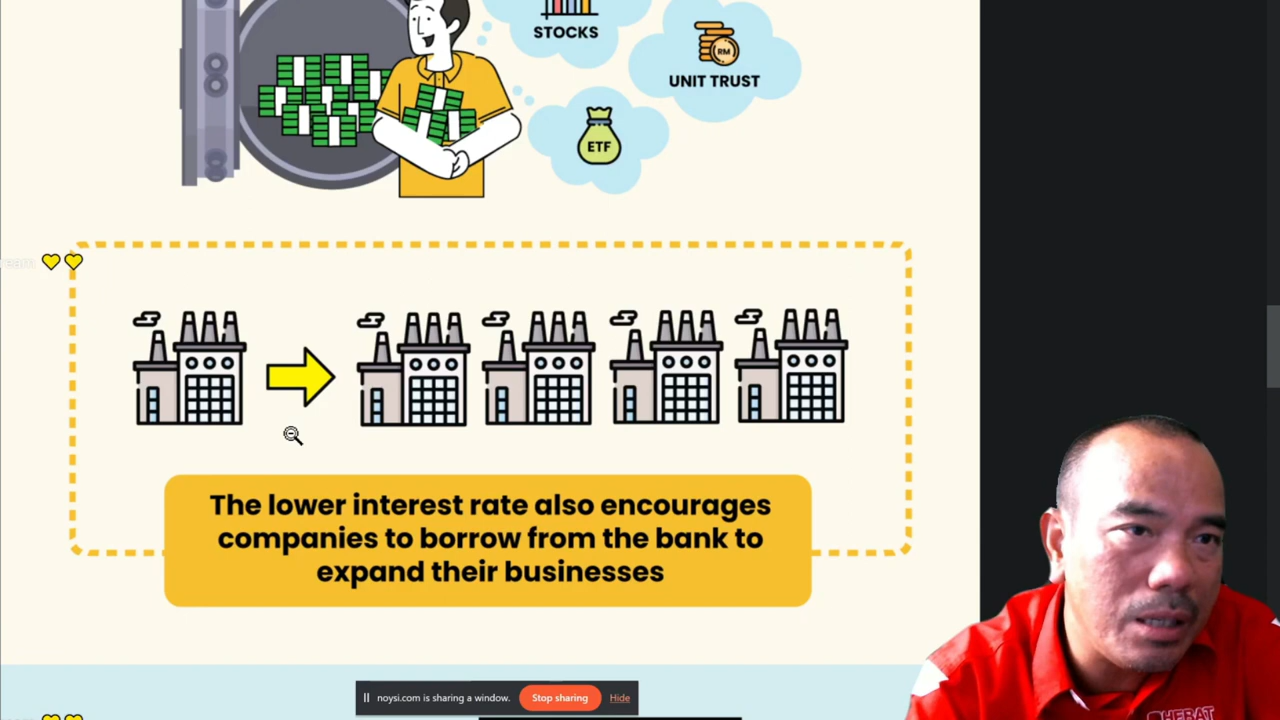 STOCKS
RM
UNIT TRUST
ETF
The lower interest rate also encourages
companies to borrow from the bank to
expand their businesses
noysi.com is sharing a window.
Stop sharing
Hide